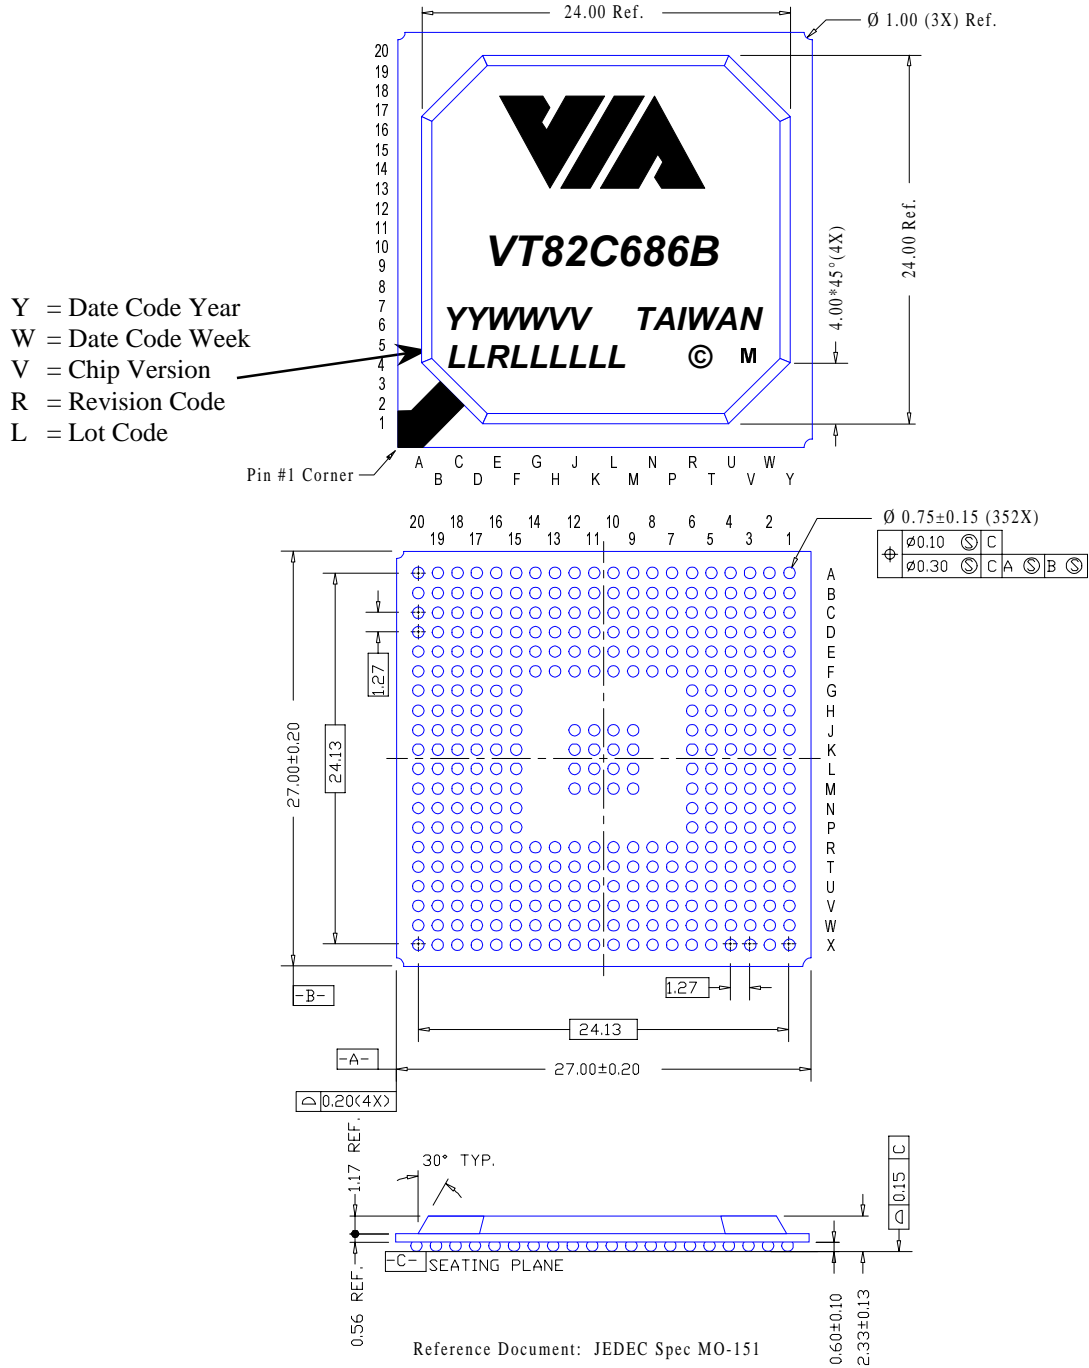 24.00 Ref.
Ø 1.00 (3X) Ref.
20
19
18
17
16
15
14
13
12
11
10
9
8
7
6
5
4
3
2
1
VIA
VT82C686B
YYWWVV TAIWAN
LLRLLLLLL © M
24.00 Ref.
4.00*45°(4X)
Y = Date Code Year
W = Date Code Week
V = Chip Version
R = Revision Code
L = Lot Code
Pin #1 Corner
A C E G J L N R U W
B D F H K M P T V Y
20 18 16 14 12 10 8 6 4 2
19 17 15 13 11 9 7 5 3 1
Ø 0.75±0.15 (352X)
⌖ Ø0.10 Ⓢ C
Ø0.30 Ⓢ C A Ⓢ B Ⓢ
A
B
C
D
E
F
G
H
J
K
L
M
N
P
R
T
U
V
W
X
1.27
24.13
27.00±0.20
-B-
1.27
24.13
-A-
27.00±0.20
⌓ 0.20(4X)
1.17 REF.
30° TYP.
⌓ 0.15 C
-C- SEATING PLANE
0.56 REF.
0.60±0.10
2.33±0.13
Reference Document: JEDEC Spec MO-151